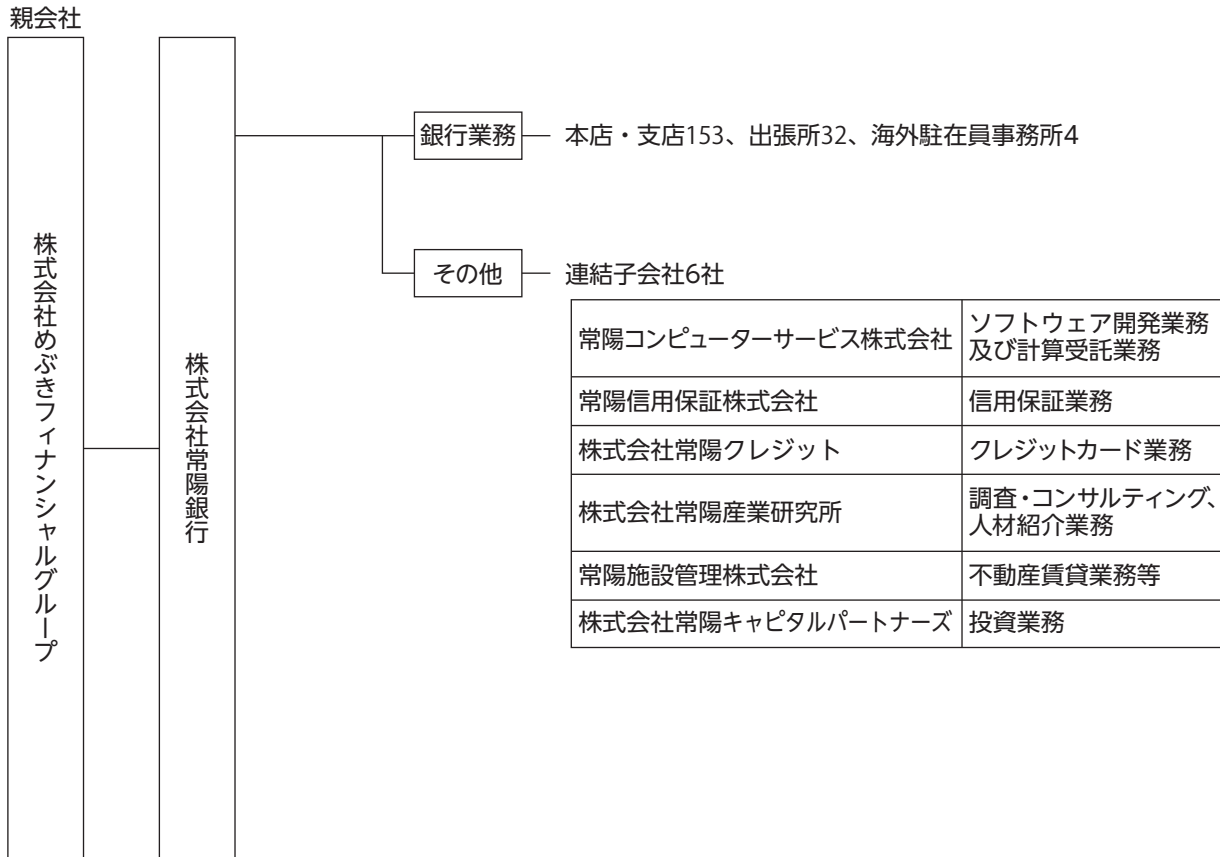 親会社
株式会社めぶきフィナンシャルグループ
株式会社常陽銀行
銀行業務
本店・支店153、出張所32、海外駐在員事務所4
その他
連結子会社6社
常陽コンピューターサービス株式会社
ソフトウェア開発業務
及び計算受託業務
常陽信用保証株式会社
信用保証業務
株式会社常陽クレジット
クレジットカード業務
株式会社常陽産業研究所
調査・コンサルティング、
人材紹介業務
常陽施設管理株式会社
不動産賃貸業務等
株式会社常陽キャピタルパートナーズ
投資業務